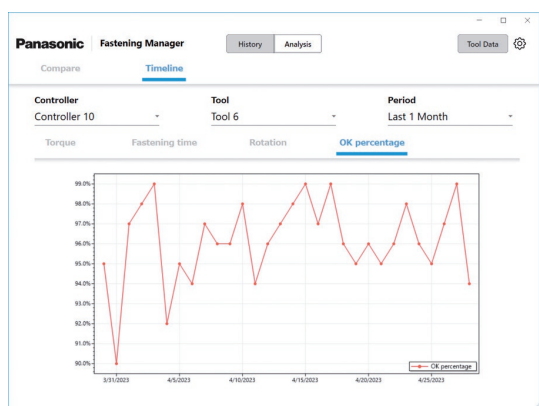 Panasonic Fastening Manager History Analysis Tool Data
Compare Timeline
Controller Tool Period
Controller 10 Tool 6 Last 1 Month
Torque Fastening time Rotation OK percentage
99.0%
98.0%
97.0%
96.0%
95.0%
94.0%
93.0%
92.0%
91.0%
90.0%
OK percentage
3/31/2023 4/5/2023 4/10/2023 4/15/2023 4/20/2023 4/25/2023